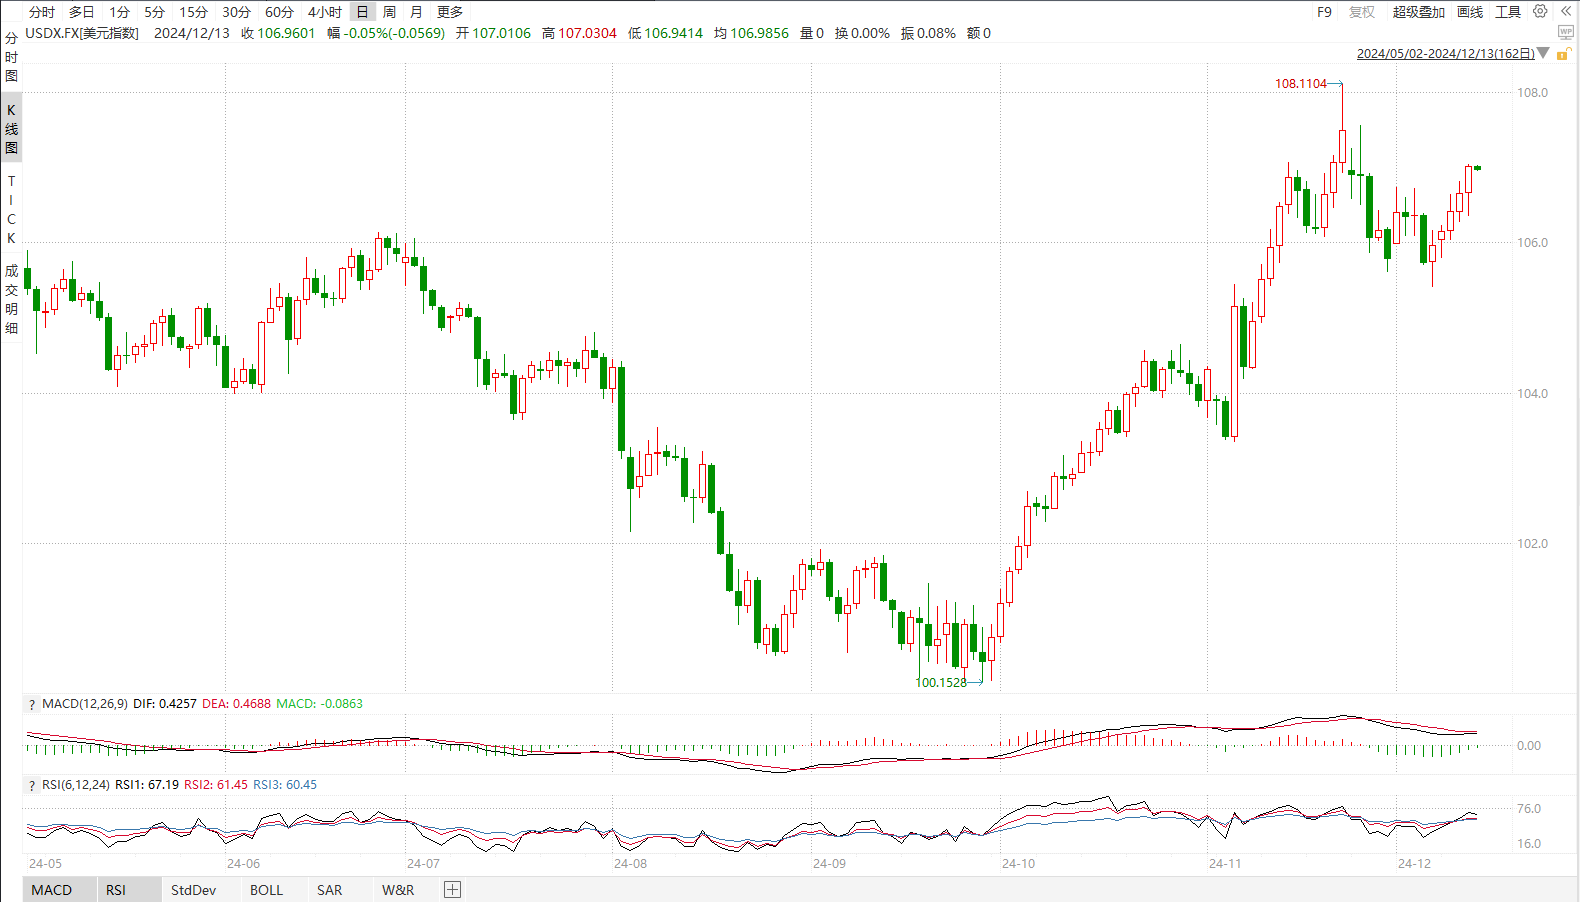 分时 多日 1分 5分 15分 30分 60分 4小时 日 周 月 更多 F9 复权 超级叠加 画线 工具
USDX.FX[美元指数] 2024/12/13 收 106.9601 幅 -0.05%(-0.0569) 开 107.0106 高 107.0304 低 106.9414 均 106.9856 量 0 换 0.00% 振 0.08% 额 0
WP
2024/05/02-2024/12/13(162日)
分时图
K线图
TICK
成交明细
108.1104
108.0
106.0
104.0
102.0
100.1528
? MACD(12,26,9) DIF: 0.4257 DEA: 0.4688 MACD: -0.0863
0.00
? RSI(6,12,24) RSI1: 67.19 RSI2: 61.45 RSI3: 60.45
76.0
16.0
24-05 24-06 24-07 24-08 24-09 24-10 24-11 24-12
MACD RSI StdDev BOLL SAR W&R